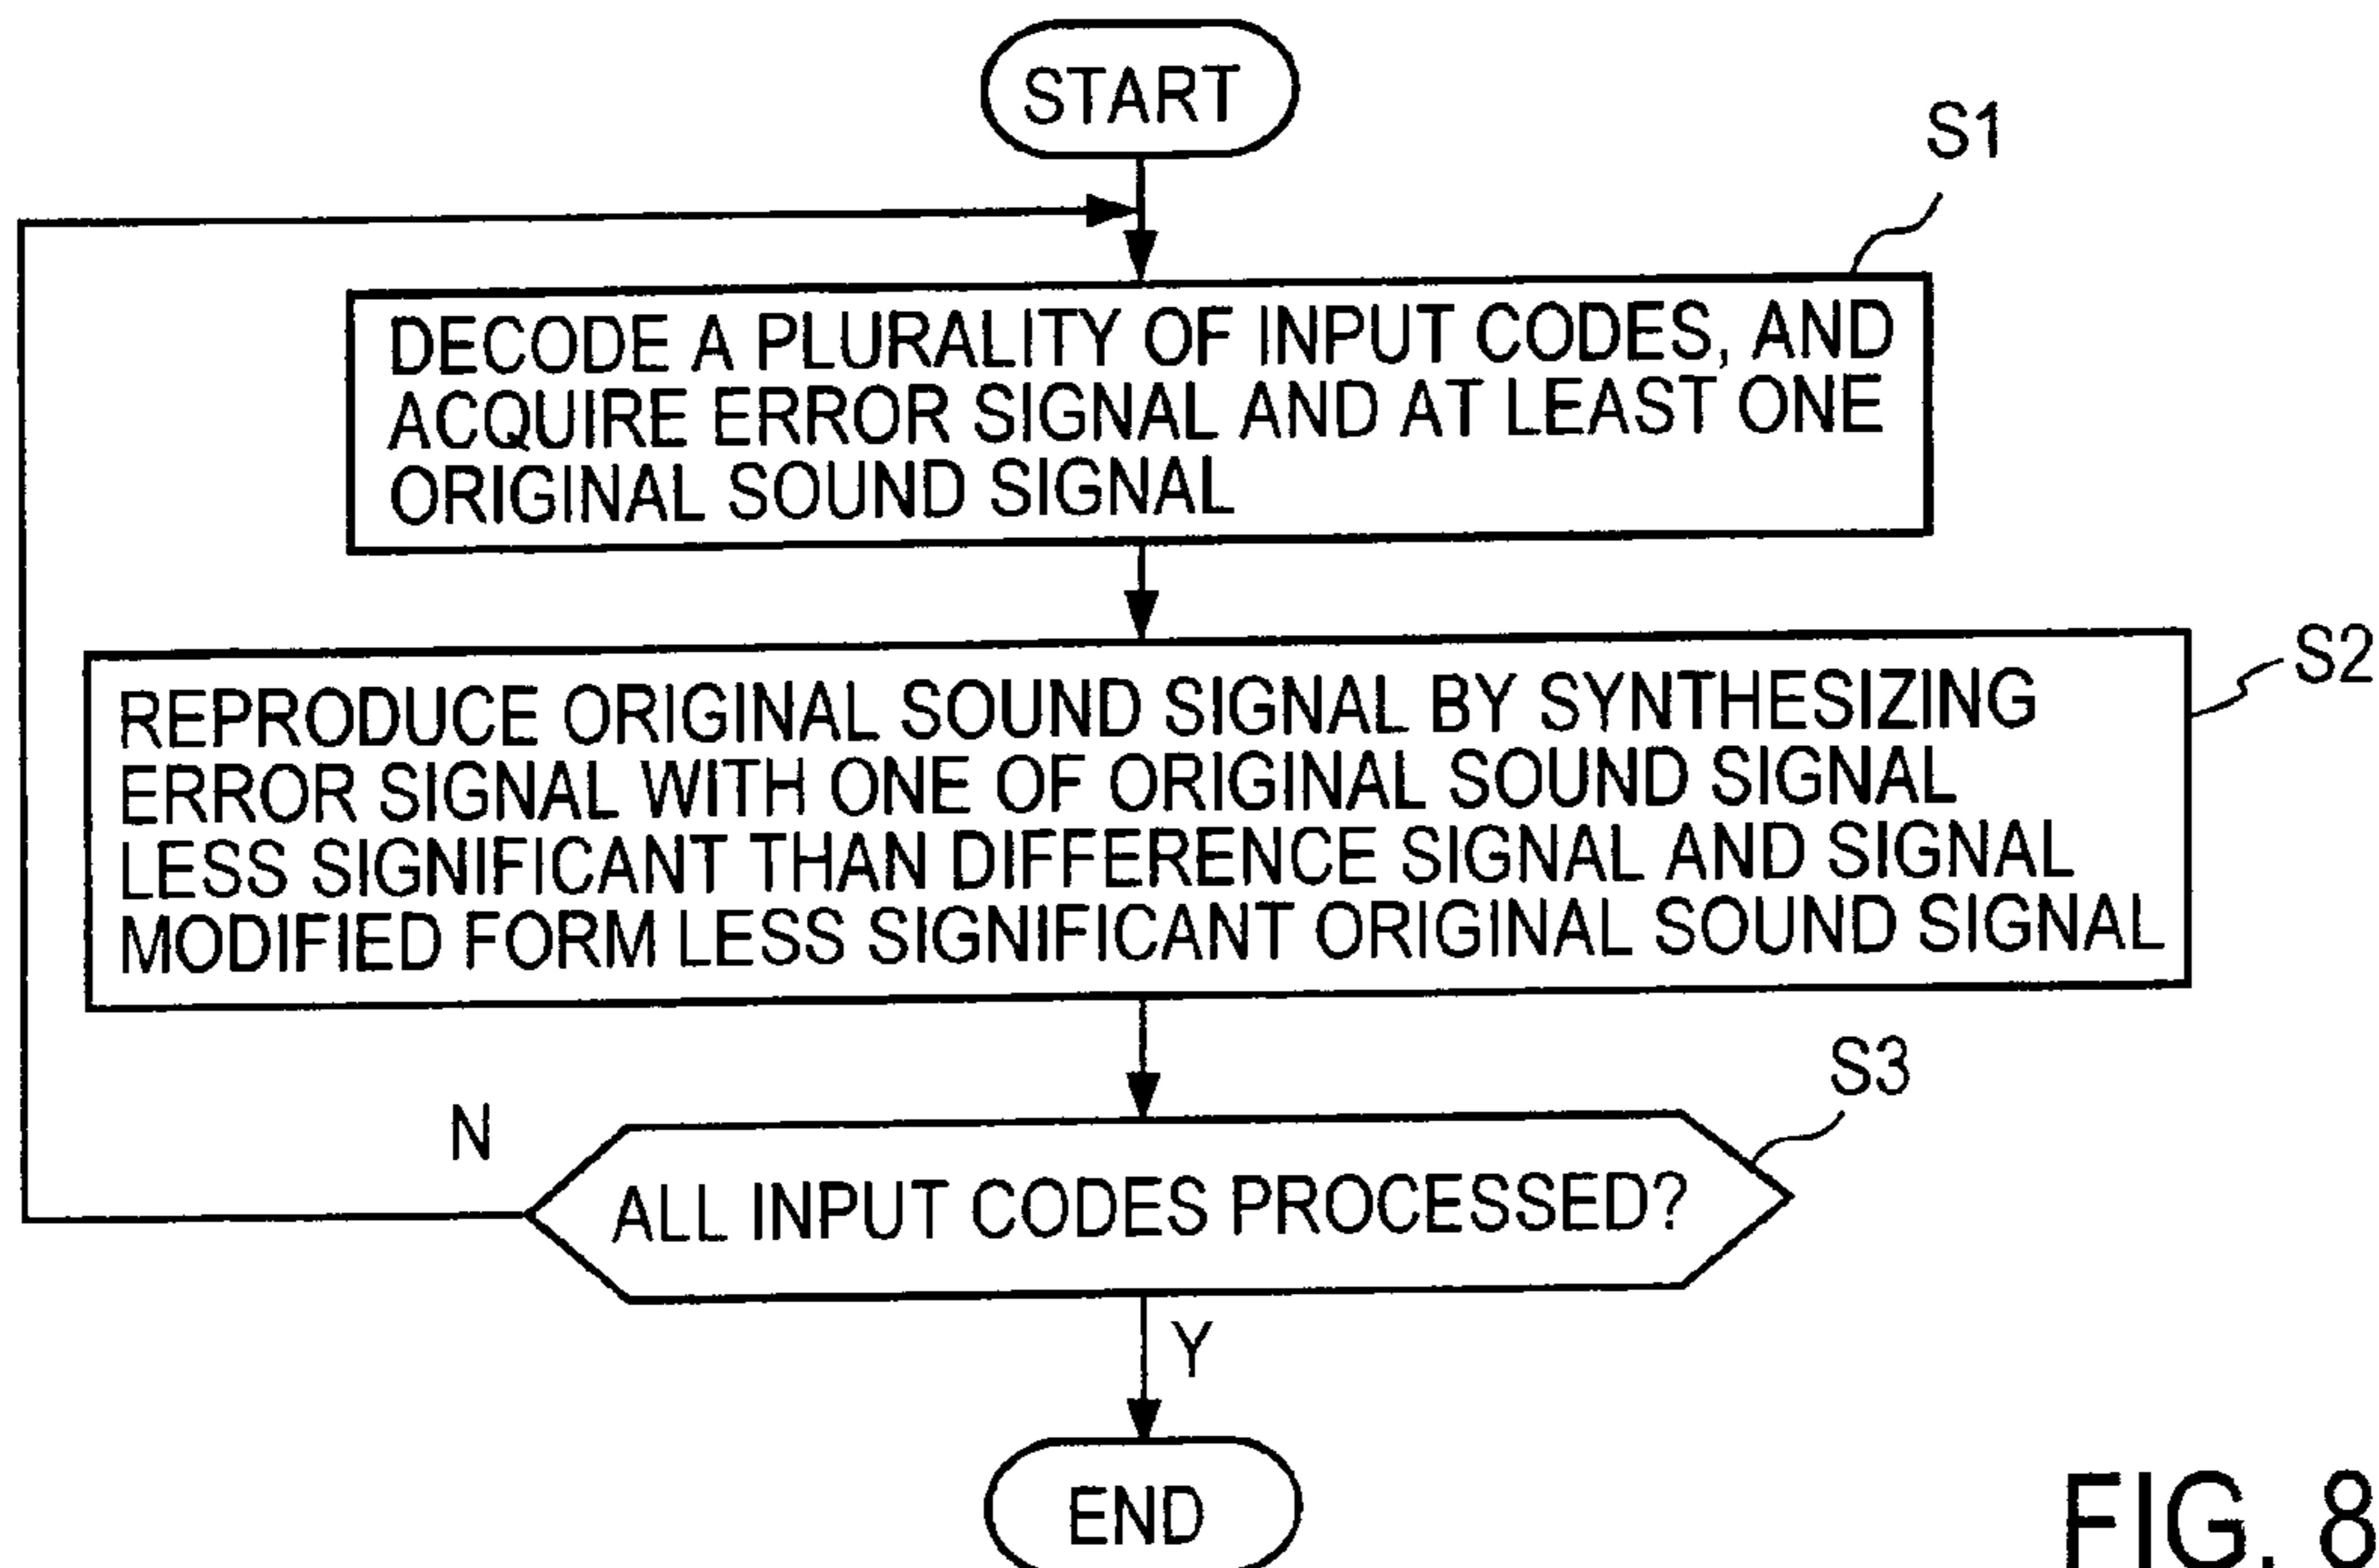 START
S1
DECODE A PLURALITY OF INPUT CODES, AND
ACQUIRE ERROR SIGNAL AND AT LEAST ONE
ORIGINAL SOUND SIGNAL
S2
REPRODUCE ORIGINAL SOUND SIGNAL BY SYNTHESIZING
ERROR SIGNAL WITH ONE OF ORIGINAL SOUND SIGNAL
LESS SIGNIFICANT THAN DIFFERENCE SIGNAL AND SIGNAL
MODIFIED FORM LESS SIGNIFICANT ORIGINAL SOUND SIGNAL
S3
N
ALL INPUT CODES PROCESSED?
Y
END
FIG. 8